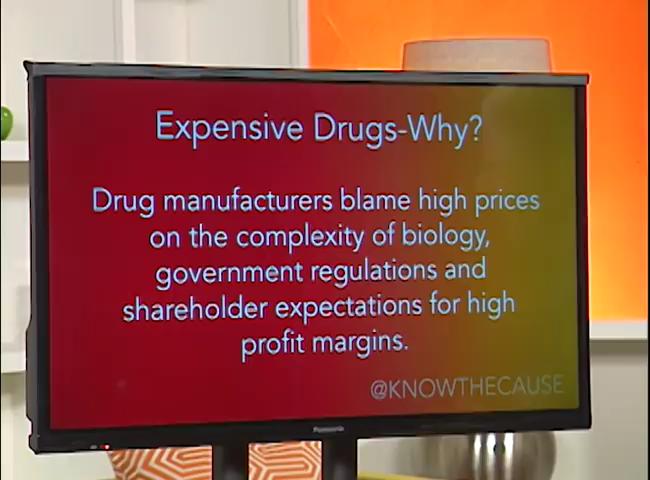 Expensive Drugs-Why?
Drug manufacturers blame high prices
on the complexity of biology,
government regulations and
shareholder expectations for high
profit margins.
@KNOWTHECAUSE
Panasonic